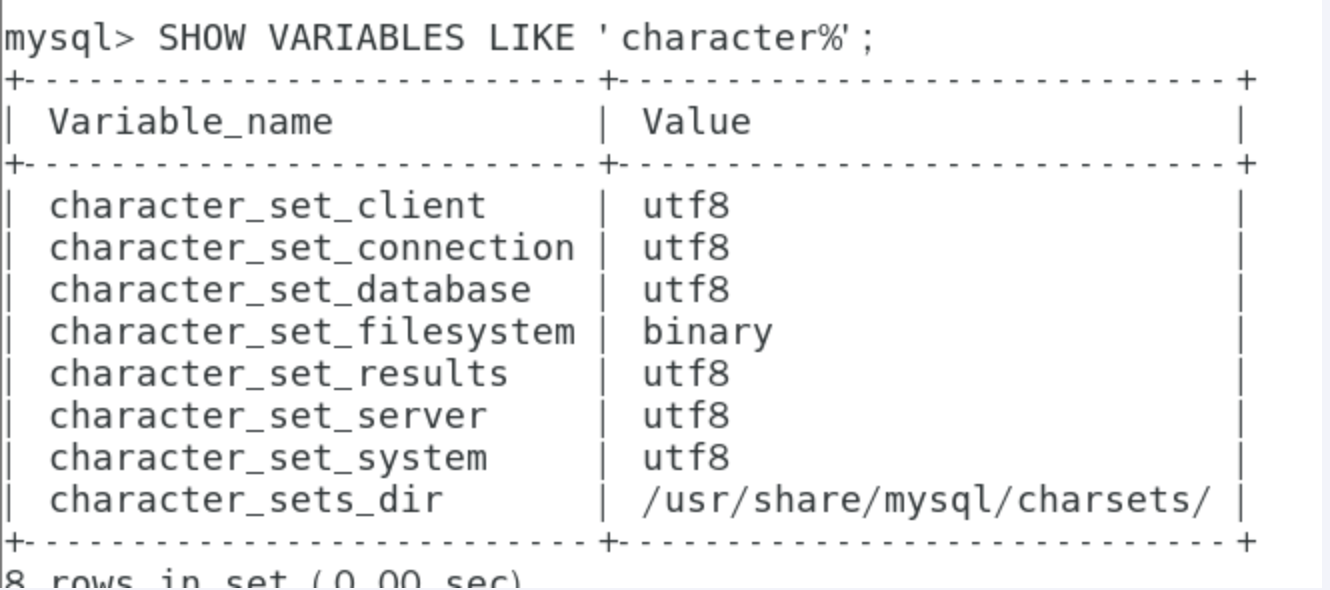 mysql> SHOW VARIABLES LIKE 'character%';
+--------------------------+----------------------------+
| Variable_name            | Value                      |
+--------------------------+----------------------------+
| character_set_client     | utf8                       |
| character_set_connection | utf8                       |
| character_set_database   | utf8                       |
| character_set_filesystem | binary                     |
| character_set_results    | utf8                       |
| character_set_server     | utf8                       |
| character_set_system     | utf8                       |
| character_sets_dir       | /usr/share/mysql/charsets/ |
+--------------------------+----------------------------+
8 rows in set (0.00 sec)